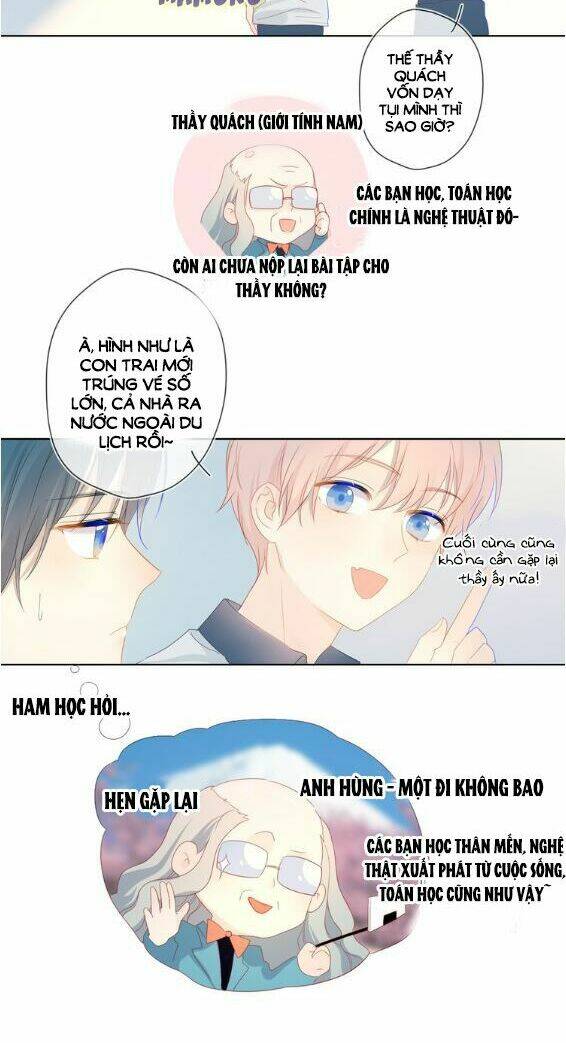 THẾ THẦY
QUÁCH
VỐN DẠY
TỤI MÌNH THÌ
SAO GIỜ?
THẦY QUÁCH (GIỚI TÍNH NAM)
CÁC BẠN HỌC, TOÁN HỌC
CHÍNH LÀ NGHỆ THUẬT ĐÓ~
CÒN AI CHƯA NỘP LẠI BÀI TẬP CHO
THẦY KHÔNG?
À, HÌNH NHƯ LÀ
CON TRAI MỚI
TRÚNG VÉ SỐ
LỚN, CẢ NHÀ RA
NƯỚC NGOÀI DU
LỊCH RỒI~
Cuối cùng cũng
không cần gặp lại
thầy ấy nữa!
HAM HỌC HỎI...
HẸN GẶP LẠI
ANH HÙNG - MỘT ĐI KHÔNG BAO
CÁC BẠN HỌC THÂN MẾN, NGHỆ
THẬT XUẤT PHÁT TỪ CUỘC SỐNG,
TOÁN HỌC CŨNG NHƯ VẬY~